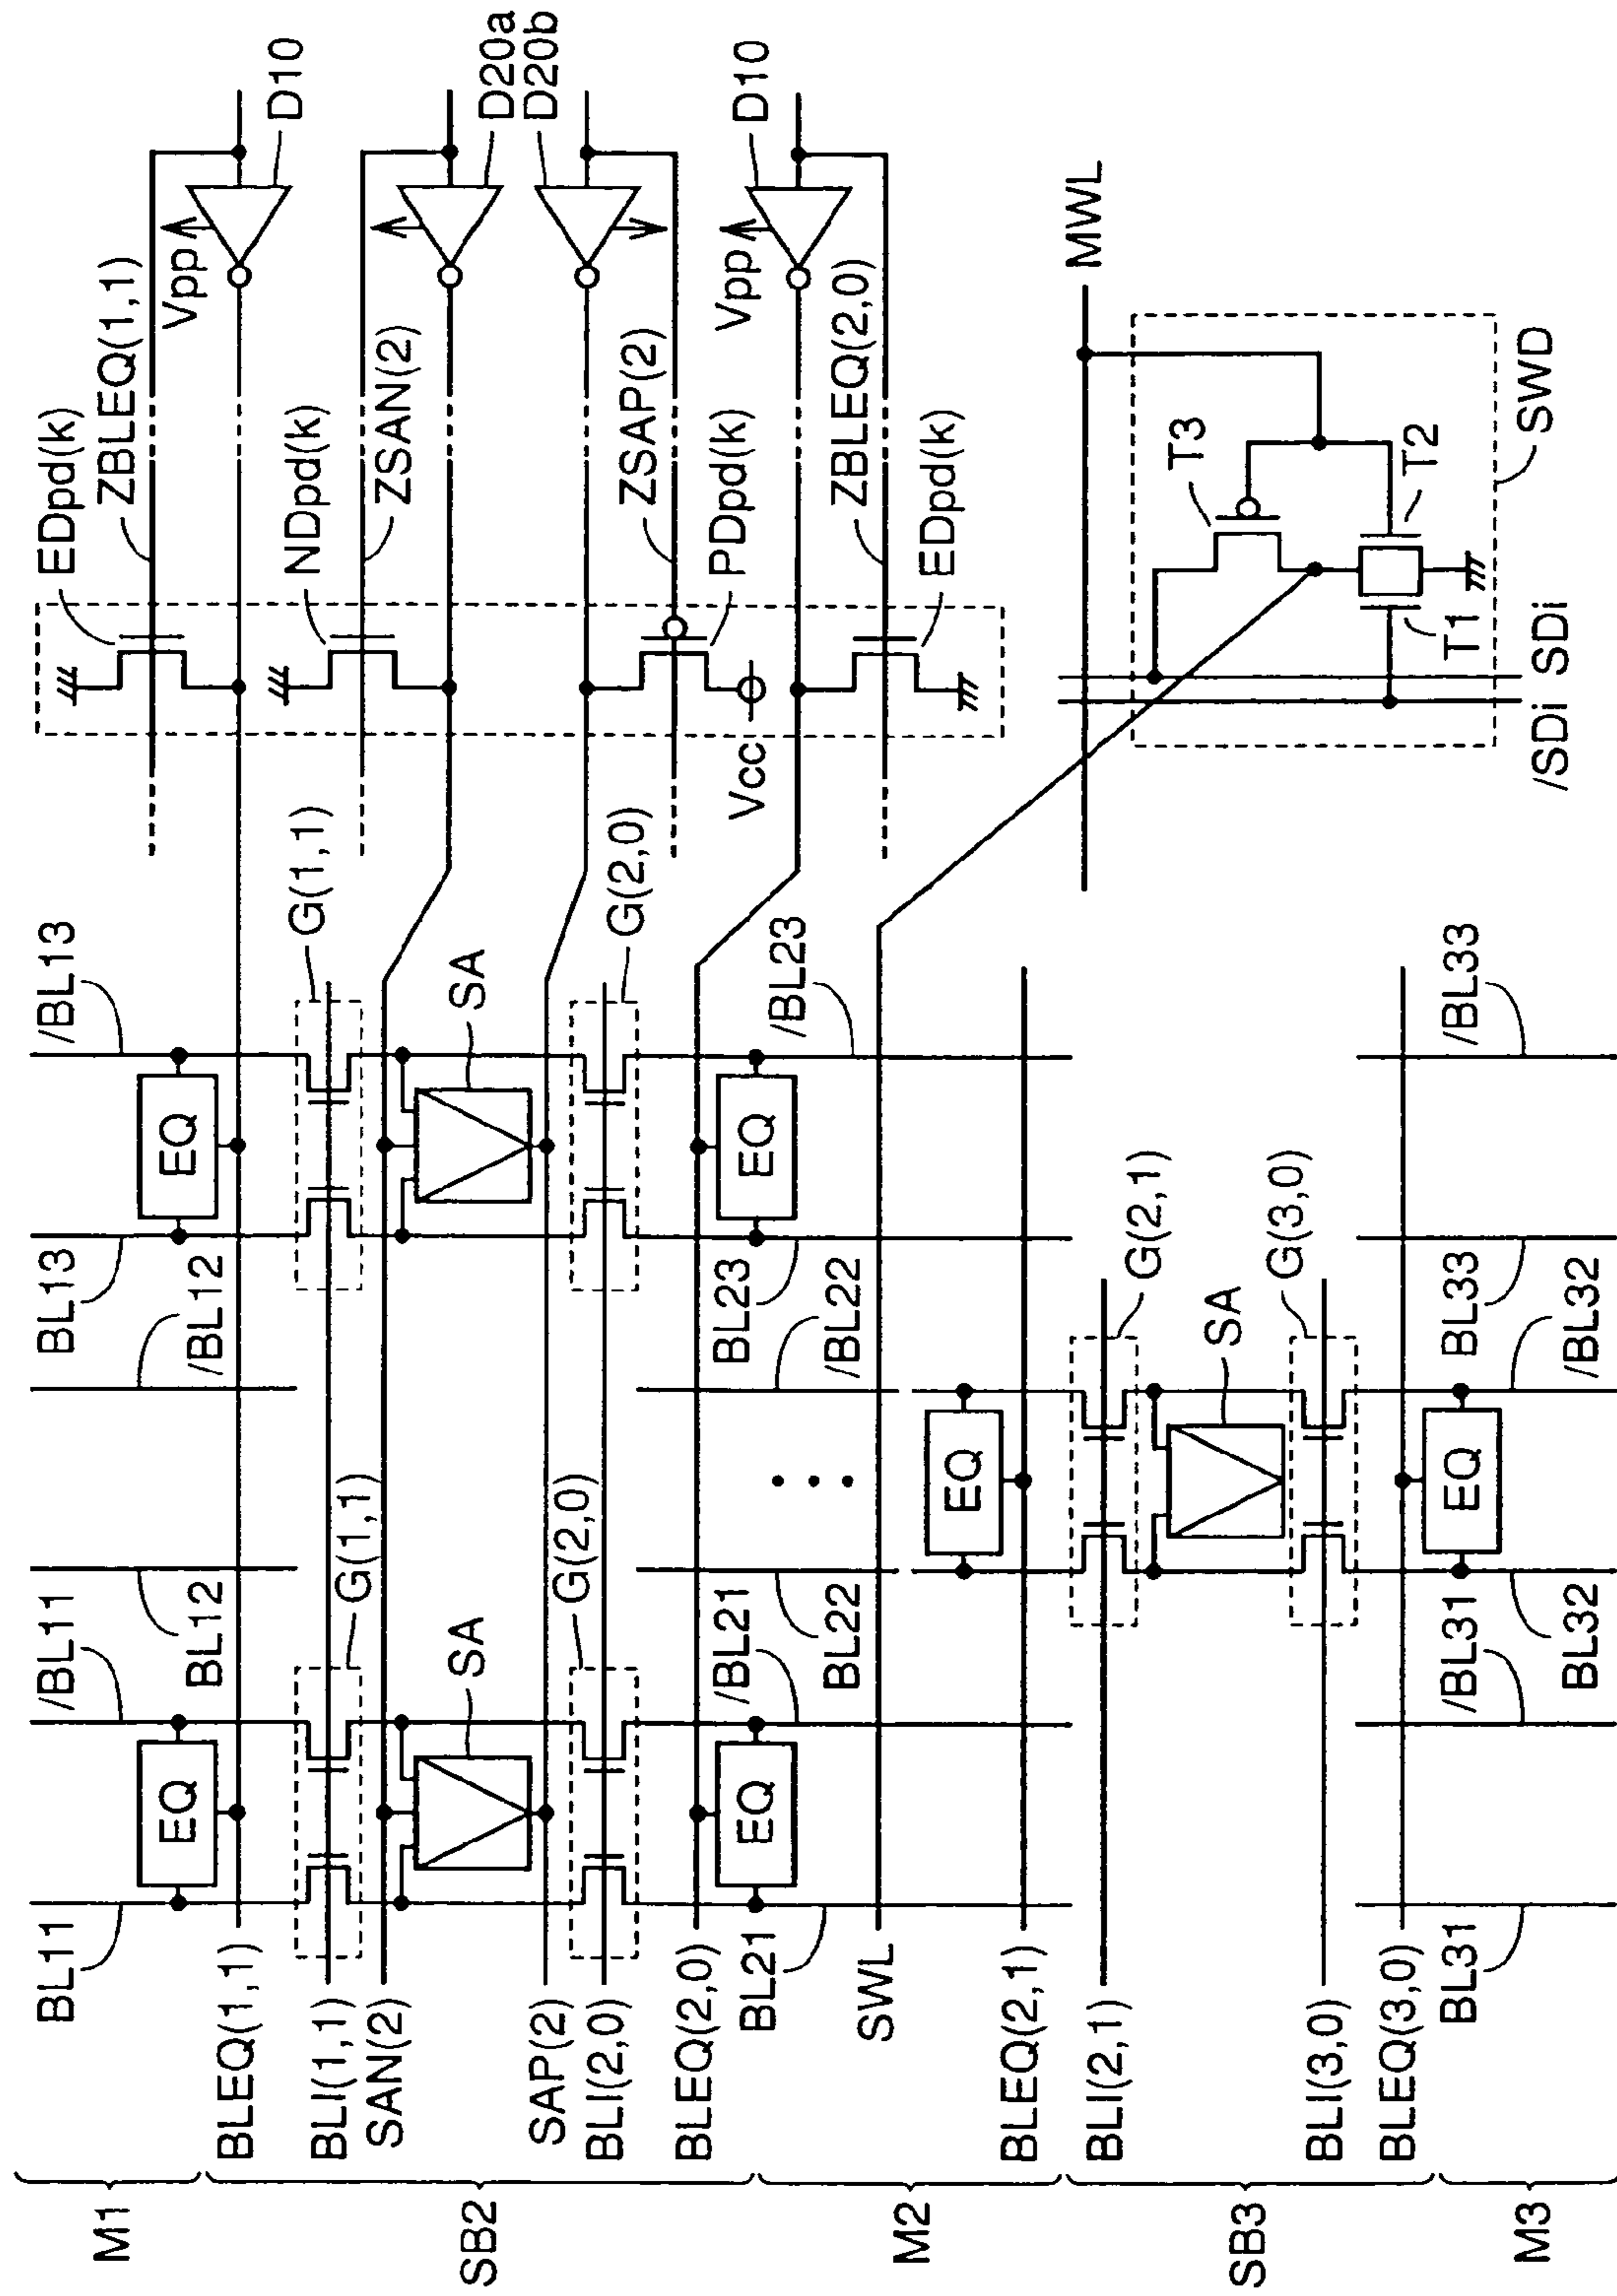 M1
SB2
M2
SB3
M3
BL11
/BL11
BL12
/BL12
BL13
/BL13
EQ
EQ
BLEQ(1,1)
BLI(1,1)
SAN(2)
SAP(2)
BLI(2,0)
BLEQ(2,0)
BL21
SWL
BLEQ(2,1)
BLI(2,1)
BLI(3,0)
BLEQ(3,0)
BL31
G(1,1)
G(1,1)
SA
SA
G(2,0)
G(2,0)
EQ
EQ
/BL21
BL22
/BL22
BL23
/BL23
EQ
G(2,1)
SA
G(3,0)
EQ
/BL31
BL32
/BL32
BL33
/BL33
EDpd(k)
ZBLEQ(1,1)
Vpp
D10
NDpd(k)
ZSAN(2)
D20a
D20b
ZSAP(2)
PDpd(k)
Vcc
Vpp
D10
ZBLEQ(2,0)
EDpd(k)
MWL
T3
T2
T1
SWD
/SDi
SDi